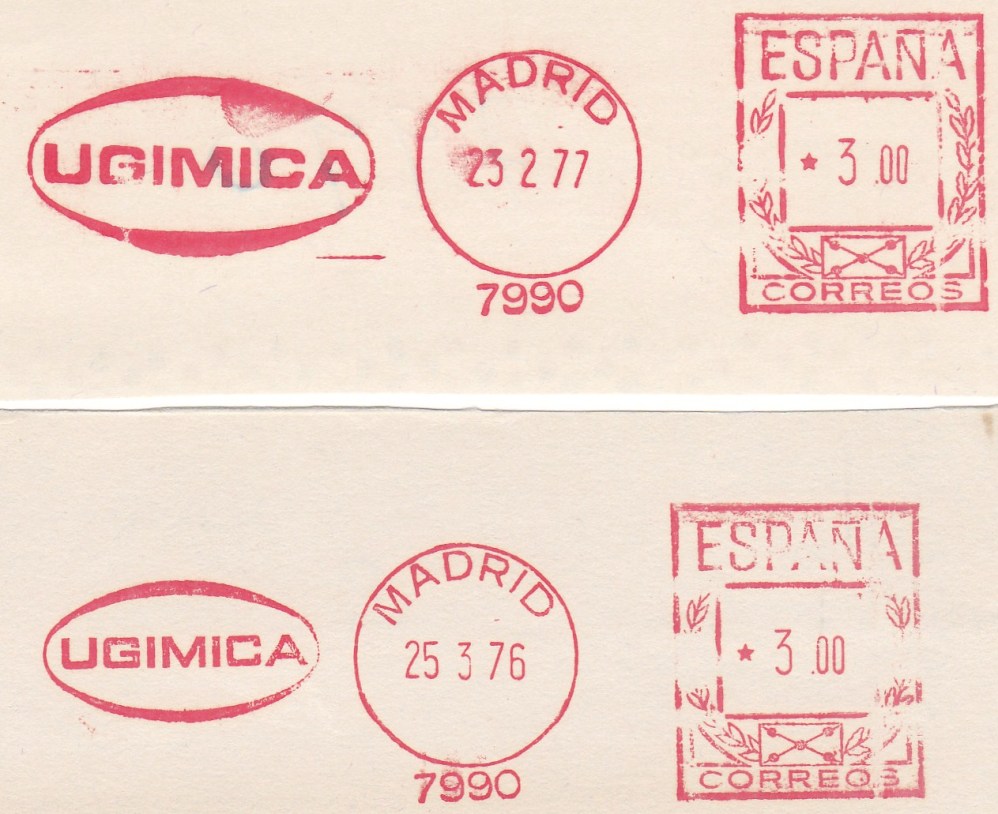 UGIMICA
MADRID
23 2 77
7990
ESPAÑA
★ 3.00
CORREOS
UGIMICA
MADRID
25 3 76
7990
ESPAÑA
★ 3.00
CORREOS